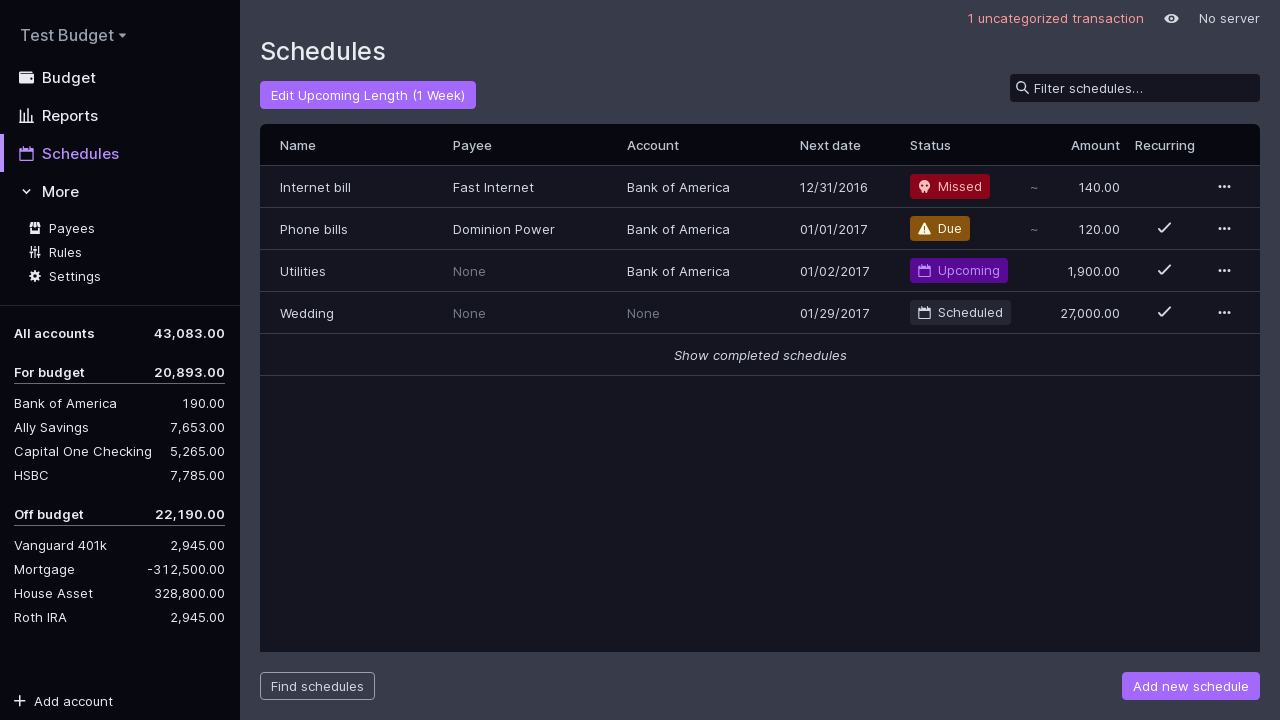 Test Budget
Budget
Reports
Schedules
More
Payees
Rules
Settings
All accounts 43,083.00
For budget 20,893.00
Bank of America 190.00
Ally Savings 7,653.00
Capital One Checking 5,265.00
HSBC 7,785.00
Off budget 22,190.00
Vanguard 401k 2,945.00
Mortgage -312,500.00
House Asset 328,800.00
Roth IRA 2,945.00
Add account
1 uncategorized transaction No server
Schedules
Edit Upcoming Length (1 Week)
Filter schedules…
Name Payee Account Next date Status Amount Recurring
Internet bill Fast Internet Bank of America 12/31/2016 Missed ~ 140.00
Phone bills Dominion Power Bank of America 01/01/2017 Due ~ 120.00
Utilities None Bank of America 01/02/2017 Upcoming 1,900.00
Wedding None None 01/29/2017 Scheduled 27,000.00
Show completed schedules
Find schedules
Add new schedule